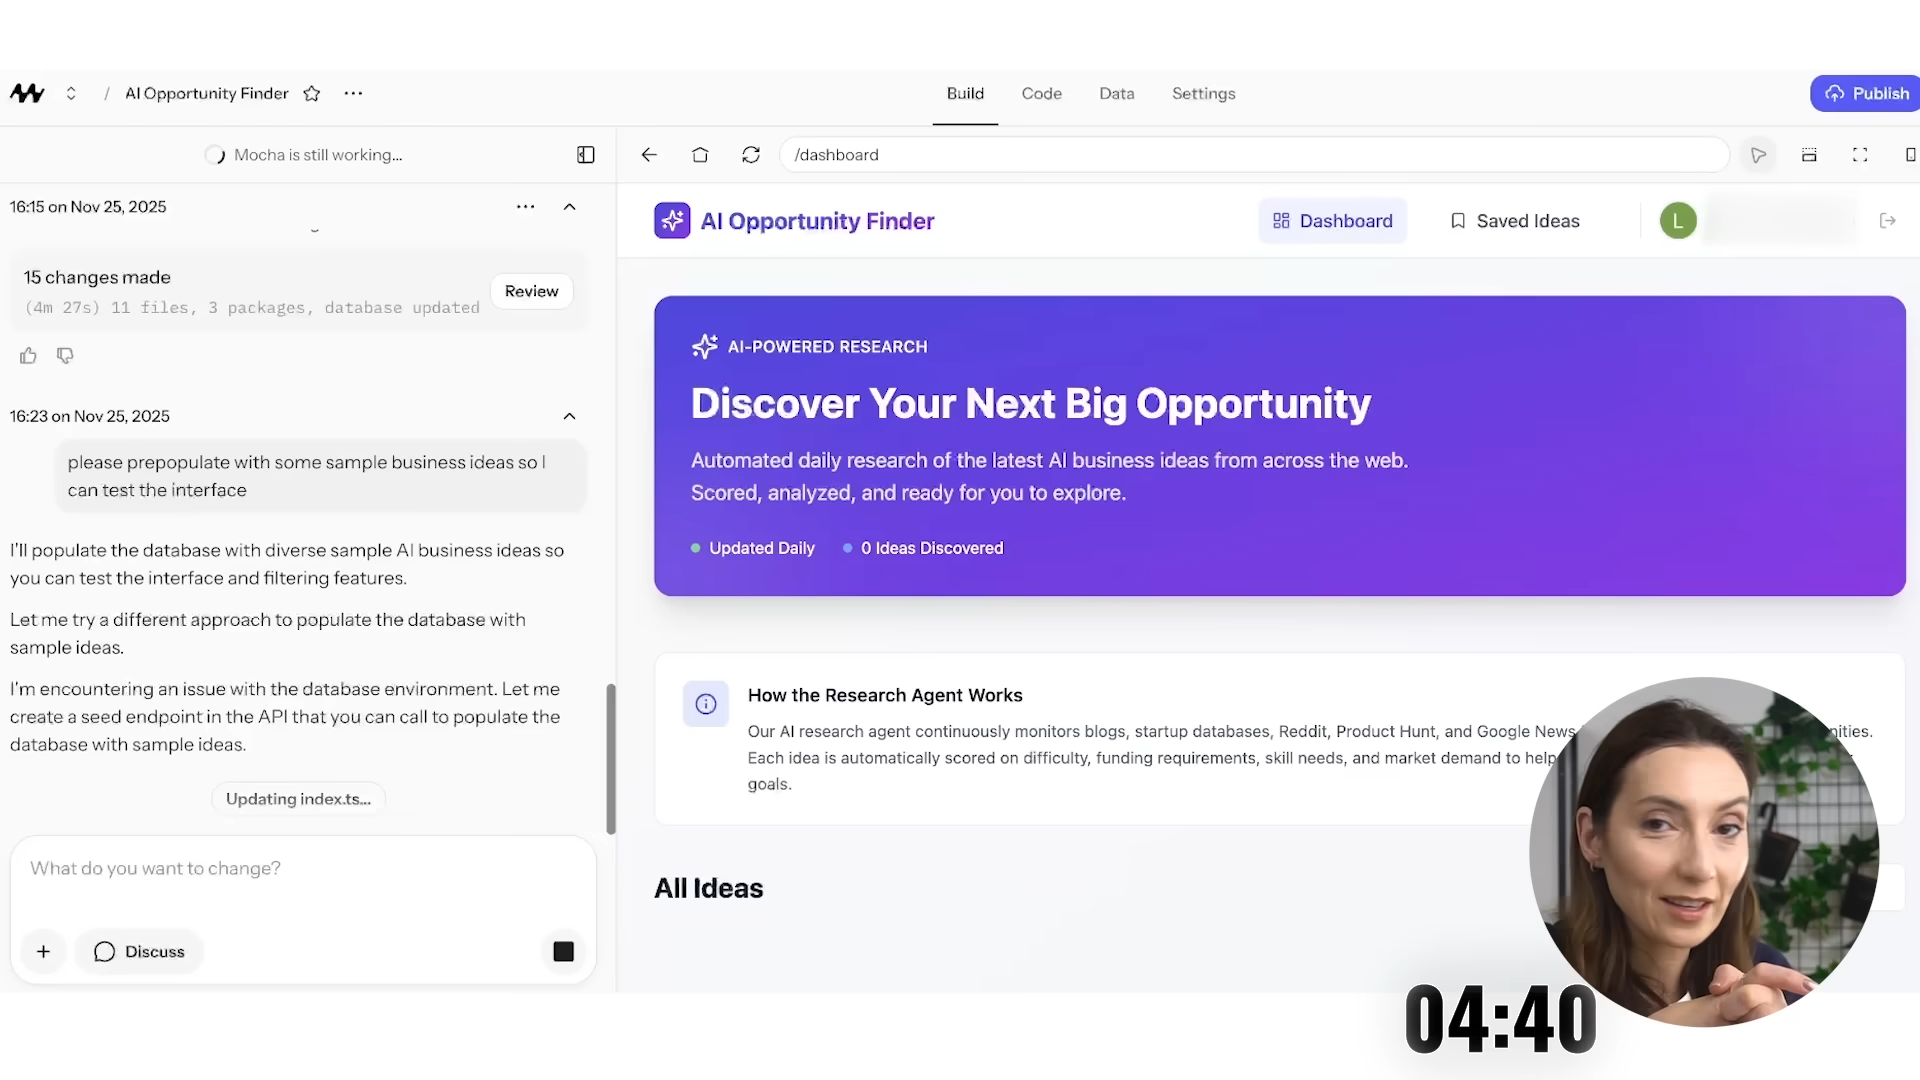 / AI Opportunity Finder
Build Code Data Settings
Publish
Mocha is still working...
/dashboard
16:15 on Nov 25, 2025
15 changes made
(4m 27s) 11 files, 3 packages, database updated
Review
16:23 on Nov 25, 2025
please prepopulate with some sample business ideas so I
can test the interface
I'll populate the database with diverse sample AI business ideas so
you can test the interface and filtering features.
Let me try a different approach to populate the database with
sample ideas.
I'm encountering an issue with the database environment. Let me
create a seed endpoint in the API that you can call to populate the
database with sample ideas.
Updating index.ts...
What do you want to change?
+ Discuss
AI Opportunity Finder
Dashboard
Saved Ideas
L
AI-POWERED RESEARCH
Discover Your Next Big Opportunity
Automated daily research of the latest AI business ideas from across the web.
Scored, analyzed, and ready for you to explore.
Updated Daily
0 Ideas Discovered
How the Research Agent Works
Our AI research agent continuously monitors blogs, startup databases, Reddit, Product Hunt, and Google News
Each idea is automatically scored on difficulty, funding requirements, skill needs, and market demand to help
goals.
All Ideas
04:40